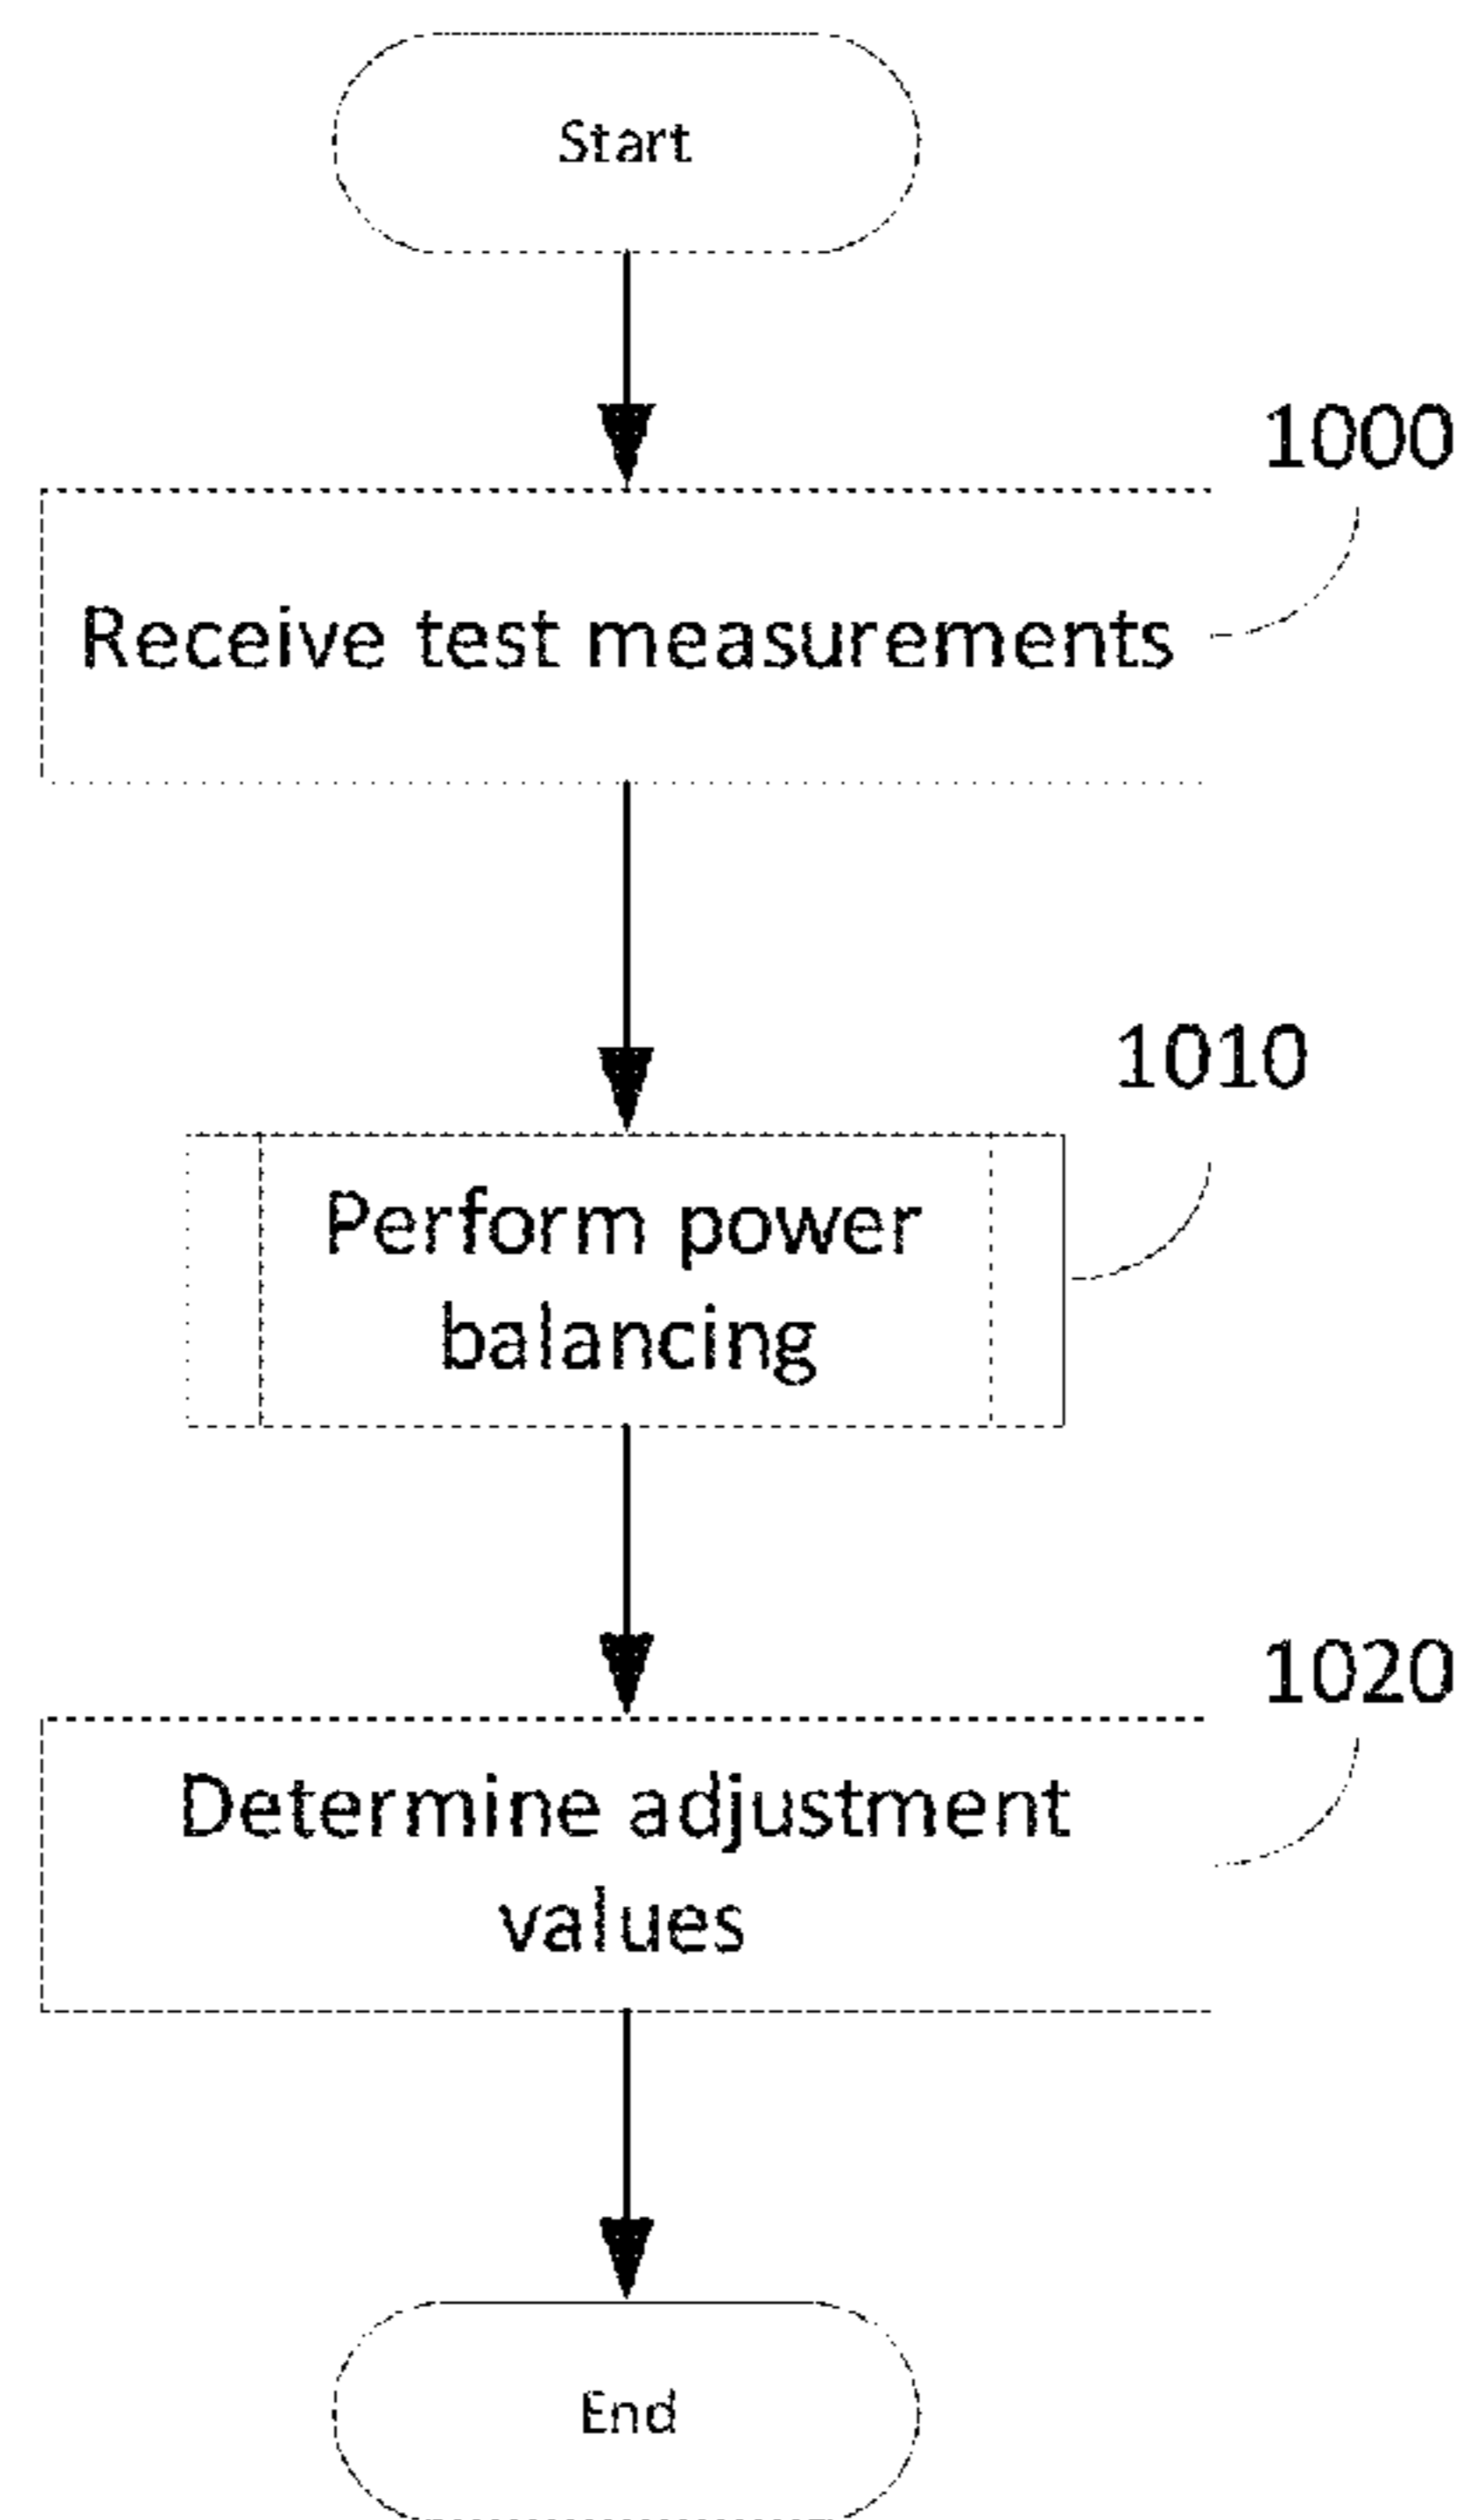 Start
1000
Receive test measurements
1010
Perform power
balancing
1020
Determine adjustment
values
End